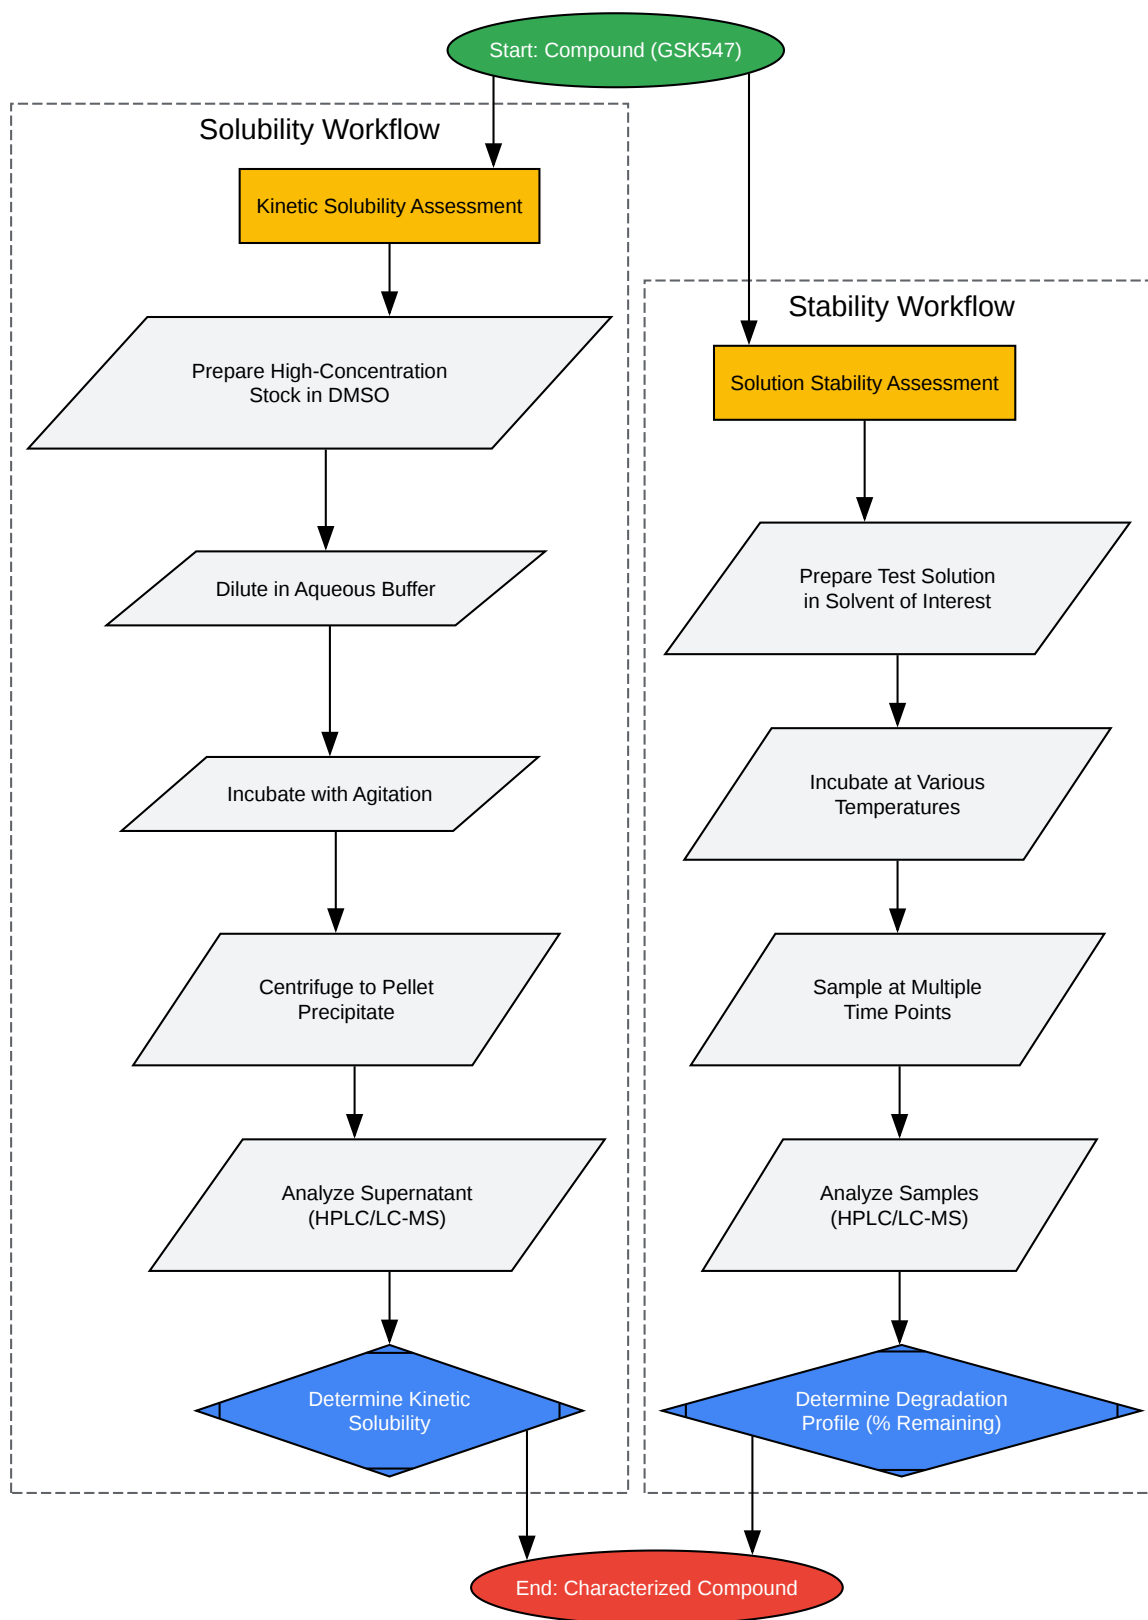 Start: Compound (GSK547)
Solubility Workflow
Kinetic Solubility Assessment
Prepare High-Concentration
Stock in DMSO
Dilute in Aqueous Buffer
Incubate with Agitation
Centrifuge to Pellet
Precipitate
Analyze Supernatant
(HPLC/LC-MS)
Determine Kinetic
Solubility
Stability Workflow
Solution Stability Assessment
Prepare Test Solution
in Solvent of Interest
Incubate at Various
Temperatures
Sample at Multiple
Time Points
Analyze Samples
(HPLC/LC-MS)
Determine Degradation
Profile (% Remaining)
End: Characterized Compound